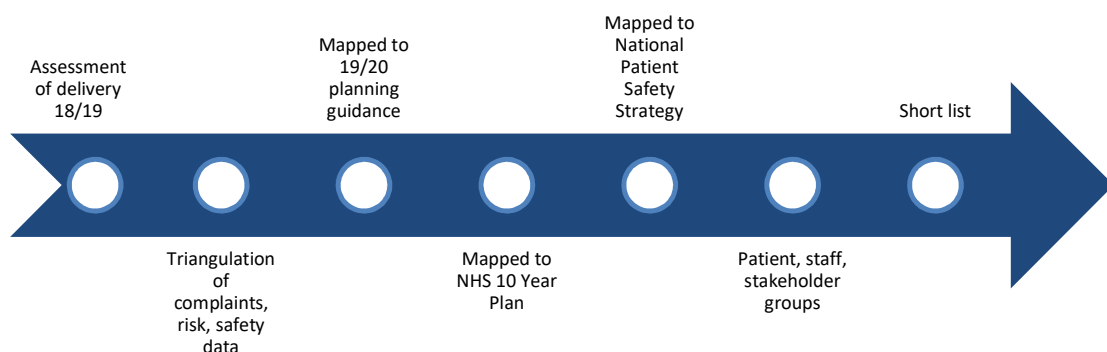 Assessment
of delivery
18/19
Triangulation
of
complaints,
risk, safety
data
Mapped to
19/20
planning
guidance
Mapped to
NHS 10 Year
Plan
Mapped to
National
Patient
Safety
Strategy
Patient, staff,
stakeholder
groups
Short list